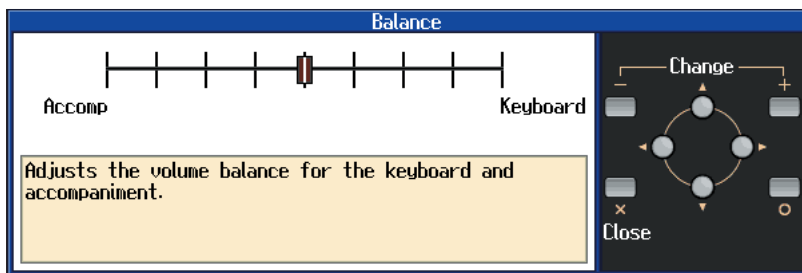 Balance
Accomp
Keyboard
Adjusts the volume balance for the keyboard and
accompaniment.
Change
− +
× ○
Close